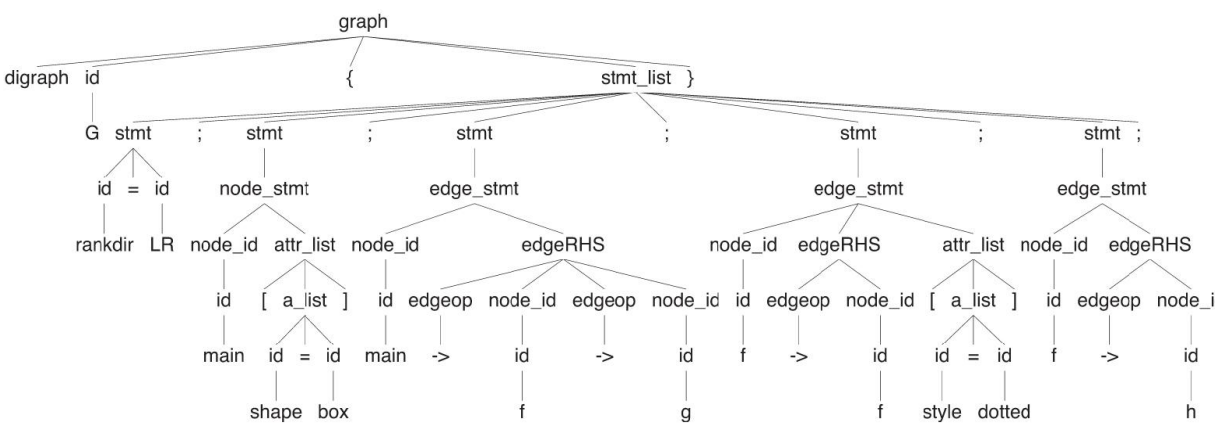 graph
digraph id { stmt_list }
G stmt ; stmt ; stmt ; stmt ; stmt ;
id = id node_stmt edge_stmt edge_stmt edge_stmt
rankdir LR node_id attr_list node_id edgeRHS node_id edgeRHS attr_list node_id edgeRHS
id [ a_list ] id edgeop node_id edgeop node_id id edgeop node_id [ a_list ] id edgeop node_i
main id = id main -> id -> id f -> id id = id f -> id
shape box f g f style dotted h